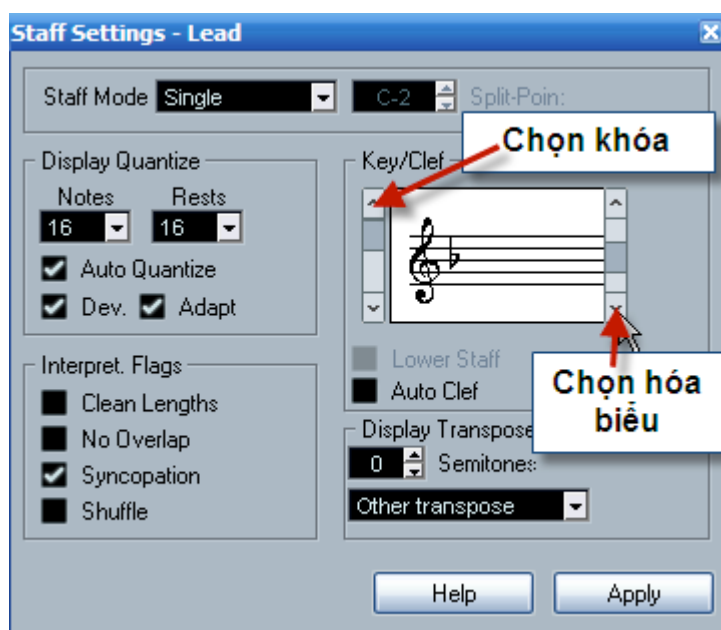 Staff Settings - Lead
Staff Mode Single C-2 Split-Poin:
Chọn khóa
Display Quantize
Notes Rests
16 16
Auto Quantize
Dev. Adapt
Key/Clef
Lower Staff
Auto Clef
Chọn hóa
biểu
Interpret. Flags
Clean Lengths
No Overlap
Syncopation
Shuffle
Display Transpose
0 Semitones
Other transpose
Help Apply